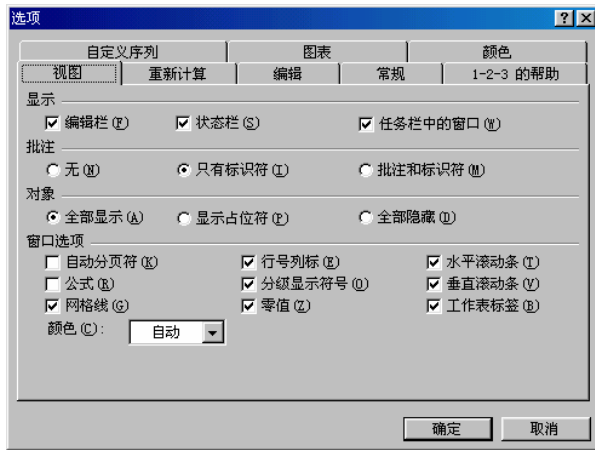 选项
自定义序列 图表 颜色
视图 重新计算 编辑 常规 1-2-3 的帮助
显示
编辑栏(F) 状态栏(S) 任务栏中的窗口(W)
批注
无(N) 只有标识符(I) 批注和标识符(M)
对象
全部显示(A) 显示占位符(P) 全部隐藏(D)
窗口选项
自动分页符(K) 行号列标(E) 水平滚动条(T)
公式(R) 分级显示符号(O) 垂直滚动条(V)
网格线(G) 零值(Z) 工作表标签(B)
颜色(C): 自动
确定 取消